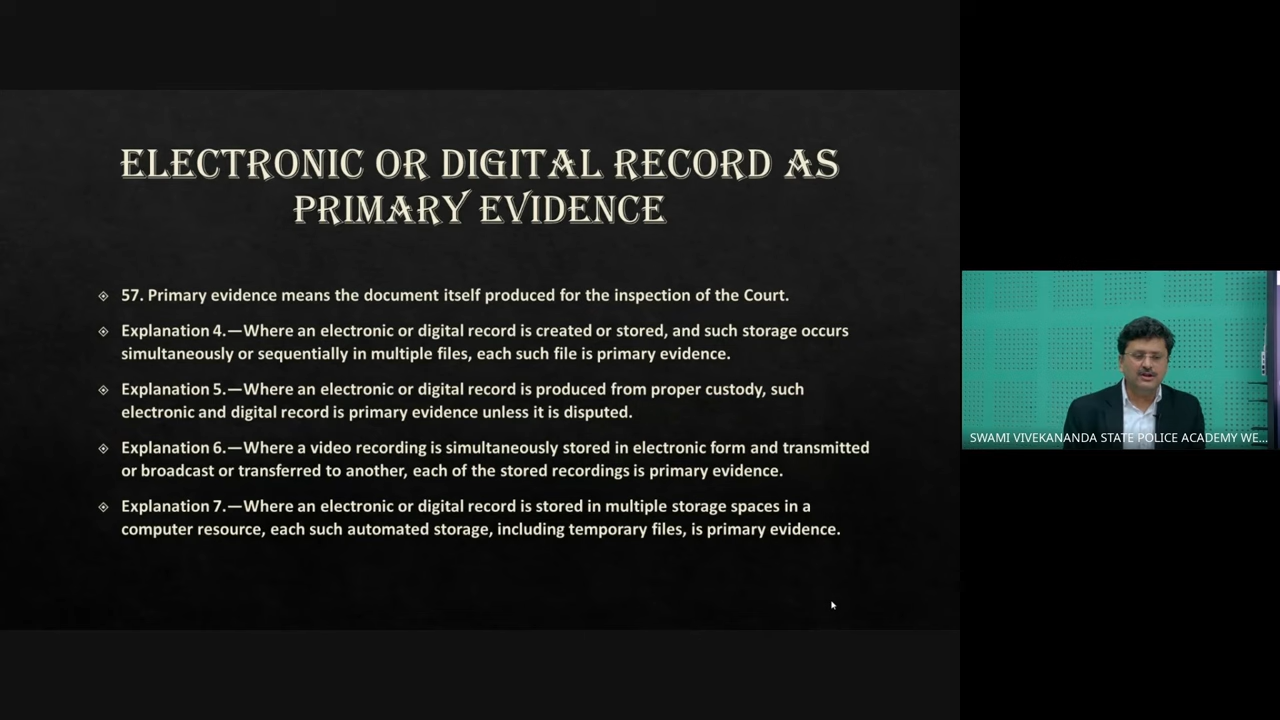 ELECTRONIC OR DIGITAL RECORD AS
PRIMARY EVIDENCE
57. Primary evidence means the document itself produced for the inspection of the Court.
Explanation 4.—Where an electronic or digital record is created or stored, and such storage occurs
simultaneously or sequentially in multiple files, each such file is primary evidence.
Explanation 5.—Where an electronic or digital record is produced from proper custody, such
electronic and digital record is primary evidence unless it is disputed.
Explanation 6.—Where a video recording is simultaneously stored in electronic form and transmitted
or broadcast or transferred to another, each of the stored recordings is primary evidence.
Explanation 7.—Where an electronic or digital record is stored in multiple storage spaces in a
computer resource, each such automated storage, including temporary files, is primary evidence.
SWAMI VIVEKANANDA STATE POLICE ACADEMY WE...